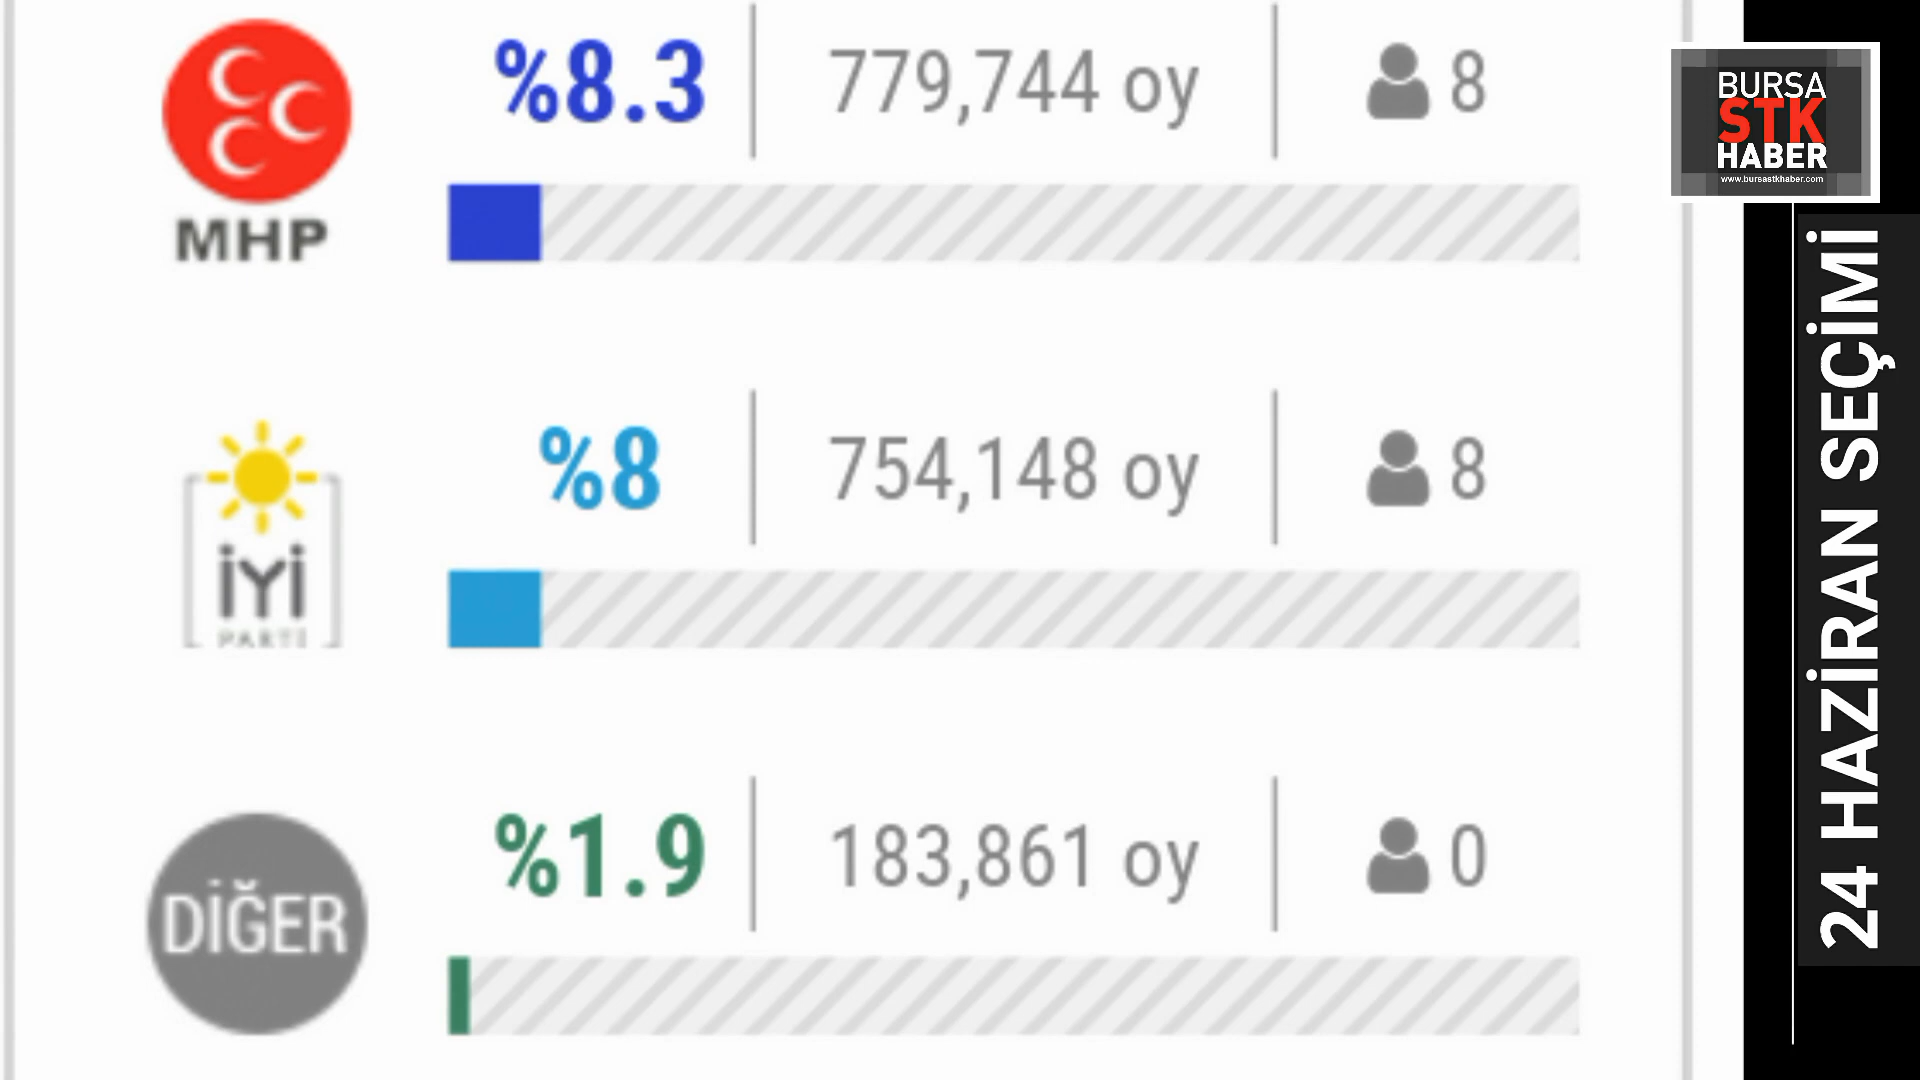 %8.3
779,744 oy
8
MHP
%8
754,148 oy
8
İYİ
PARTİ
%1.9
183,861 oy
0
DİĞER
BURSA
STK
HABER
www.bursastkhaber.com
24 HAZİRAN SEÇİMİ